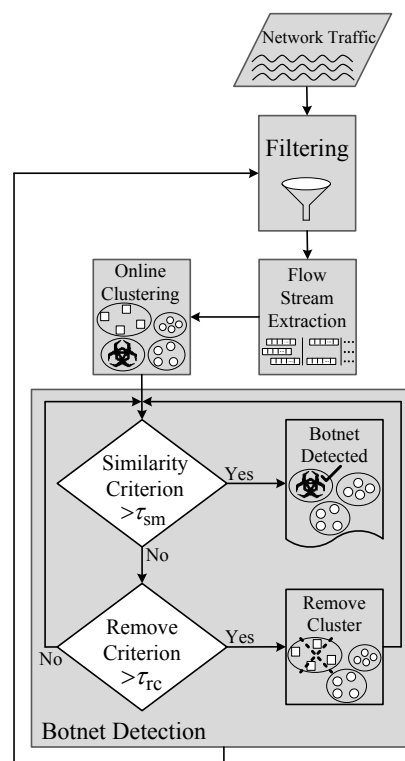 Network Traffic
Filtering
Online
Clustering
Flow
Stream
Extraction
Similarity
Criterion
>τsm
Yes
Botnet
Detected
No
Remove
Criterion
>τrc
Yes
No
Remove
Cluster
Botnet Detection